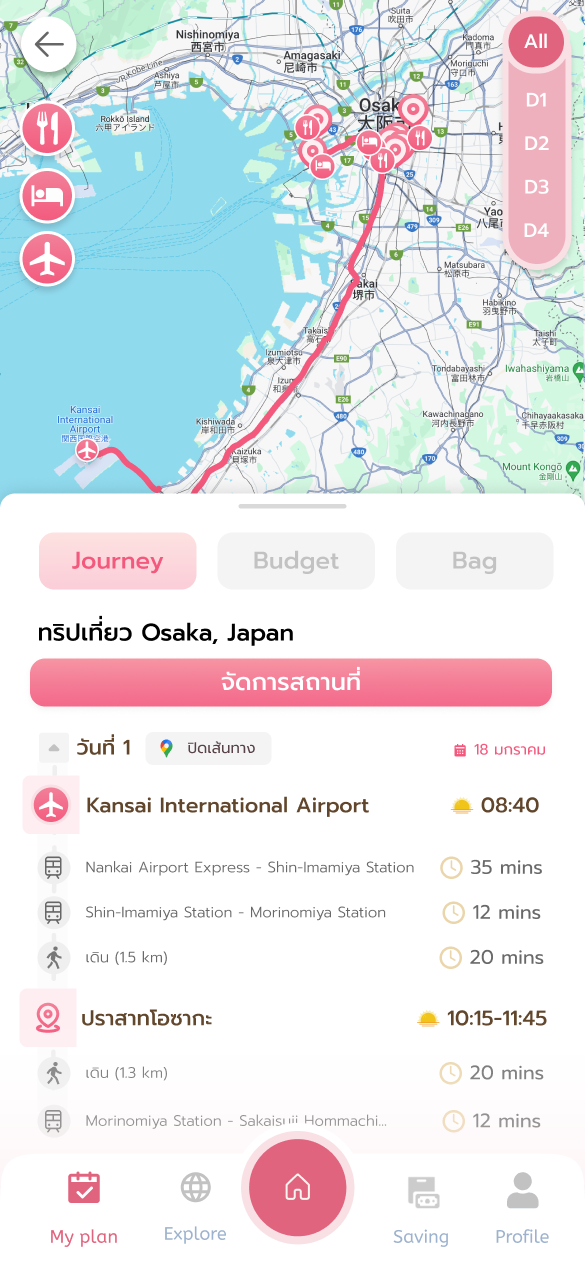 Suita
吹田市
Nishinomiya
西宮市
Amagasaki
尼崎市
Kadoma
門真市
Moriguchi
守口市
R.Kobe Line
Ashiya
芦屋市
Rokkō Island
六甲アイランド
Osak
大阪市
All
D1
D2
D3
D4
Yao
八尾市
Matsubara
松原市
Sakai
堺市
Habikino
羽曳野市
Takaishi
高石市
Taishi
太子町
Izumiotsu
泉大津市
Izumi
和泉市
Tondabayashi
富田林市
Iwahashiyama
岩橋山
Kawachinagano
河内長野市
Chihayaakasaka
千早赤阪村
Kishiwada
岸和田市
Kaizuka
貝塚市
Mount Kongō
金剛山
Kansai
International
Airport
関西国際空港
Journey
Budget
Bag
ทริปเที่ยว Osaka, Japan
จัดการสถานที่
วันที่ 1
ปิดเส้นทาง
18 มกราคม
Kansai International Airport
08:40
Nankai Airport Express - Shin-Imamiya Station
35 mins
Shin-Imamiya Station - Morinomiya Station
12 mins
เดิน (1.5 km)
20 mins
ปราสาทโอซากะ
10:15-11:45
เดิน (1.3 km)
20 mins
Morinomiya Station - Sakaisuji Hommachi...
12 mins
My plan
Explore
Saving
Profile